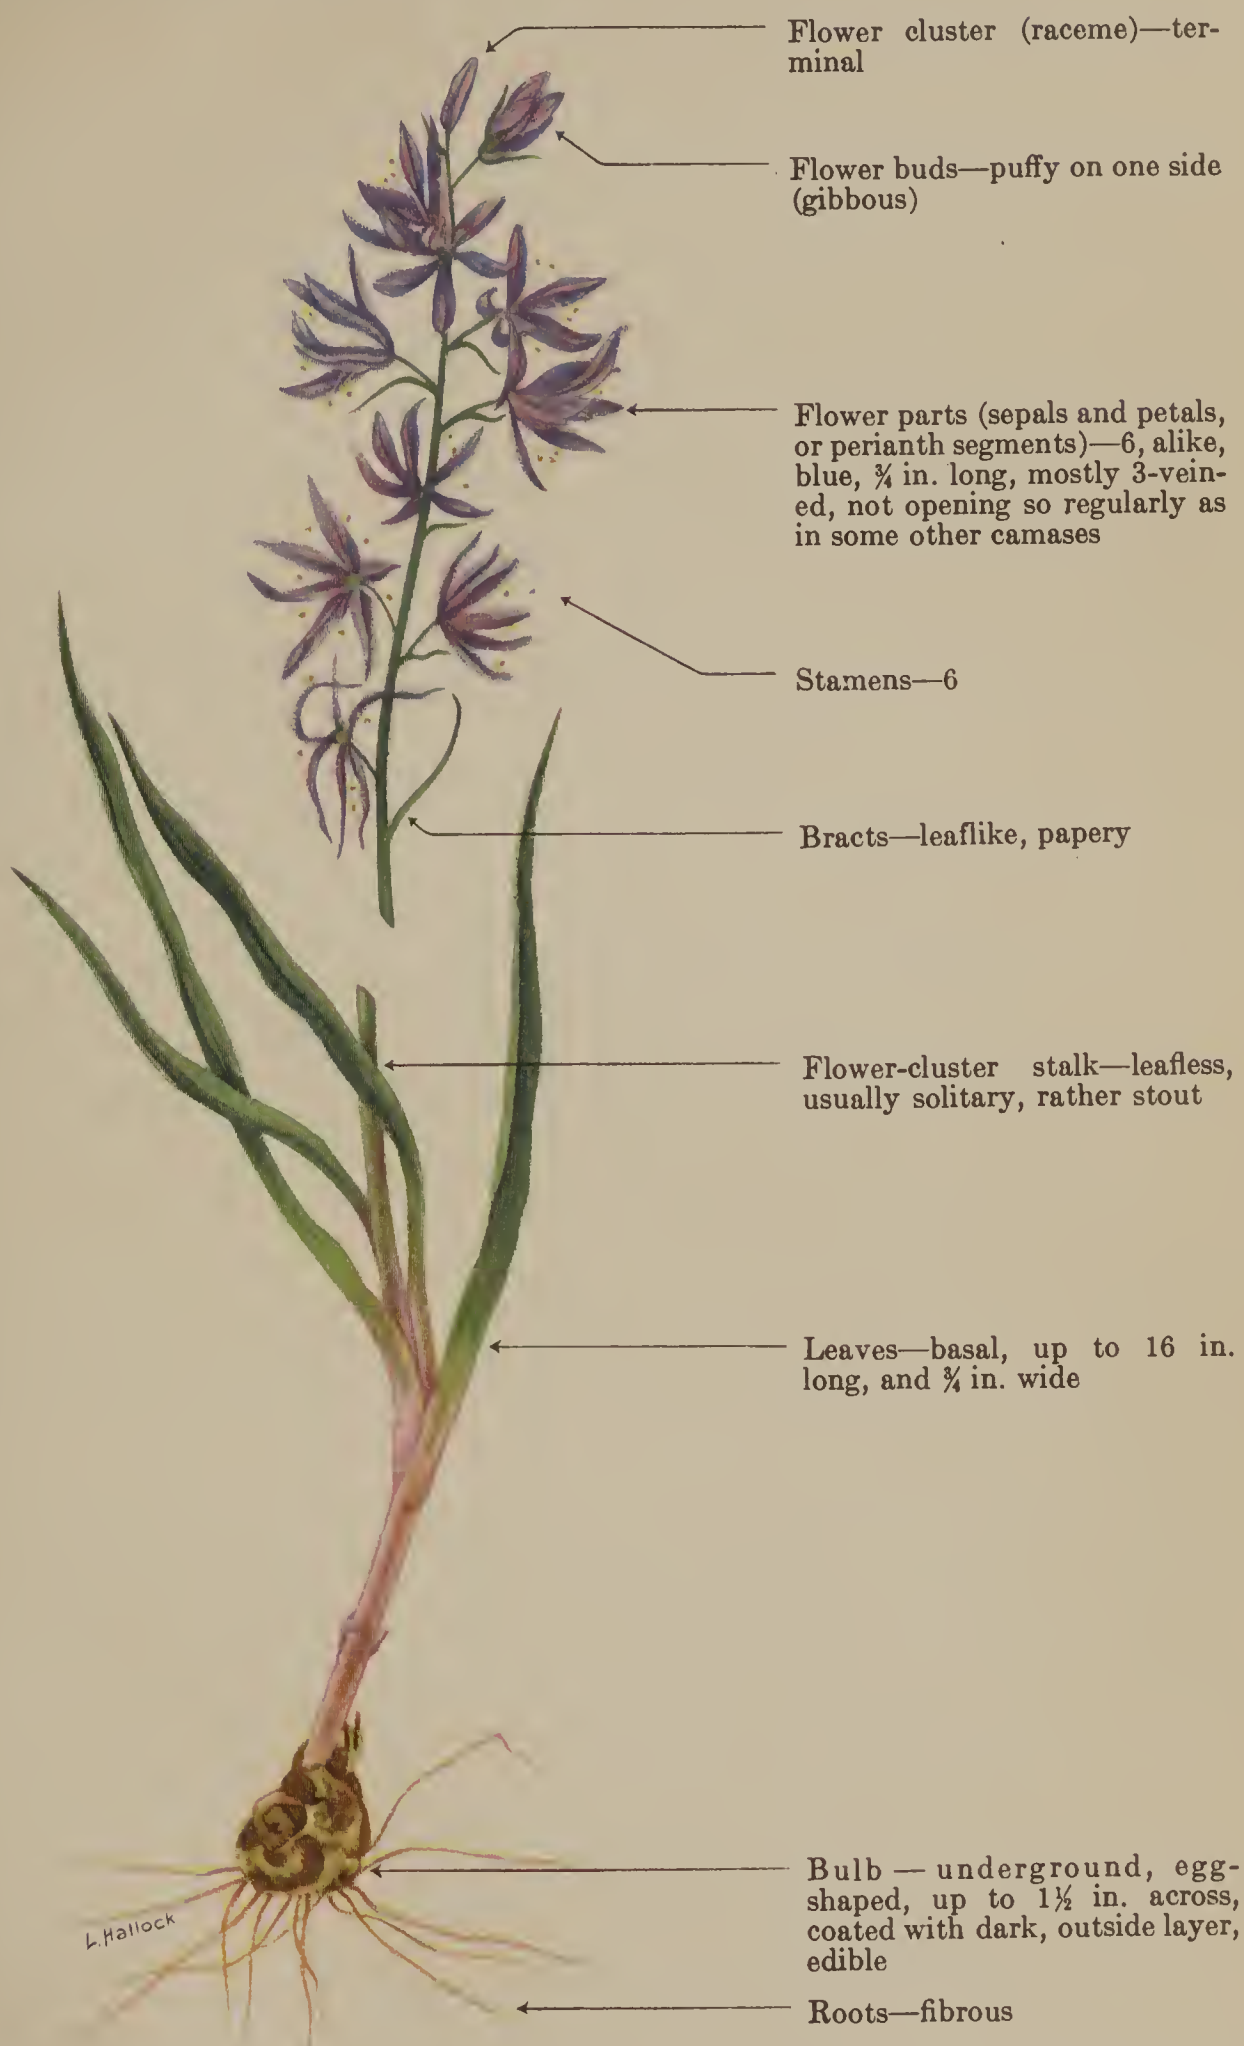 Flower cluster (raceme)—ter-
minal
Flower buds—puffy on one side
(gibbous)
Flower parts (sepals and petals,
or perianth segments)—6, alike,
blue, ¾ in. long, mostly 3-vein-
ed, not opening so regularly as
in some other camases
Stamens—6
Bracts—leaflike, papery
Flower-cluster stalk—leafless,
usually solitary, rather stout
Leaves—basal, up to 16 in.
long, and ¾ in. wide
Bulb — underground, egg-
shaped, up to 1½ in. across,
coated with dark, outside layer,
edible
L. Hallock
Roots—fibrous